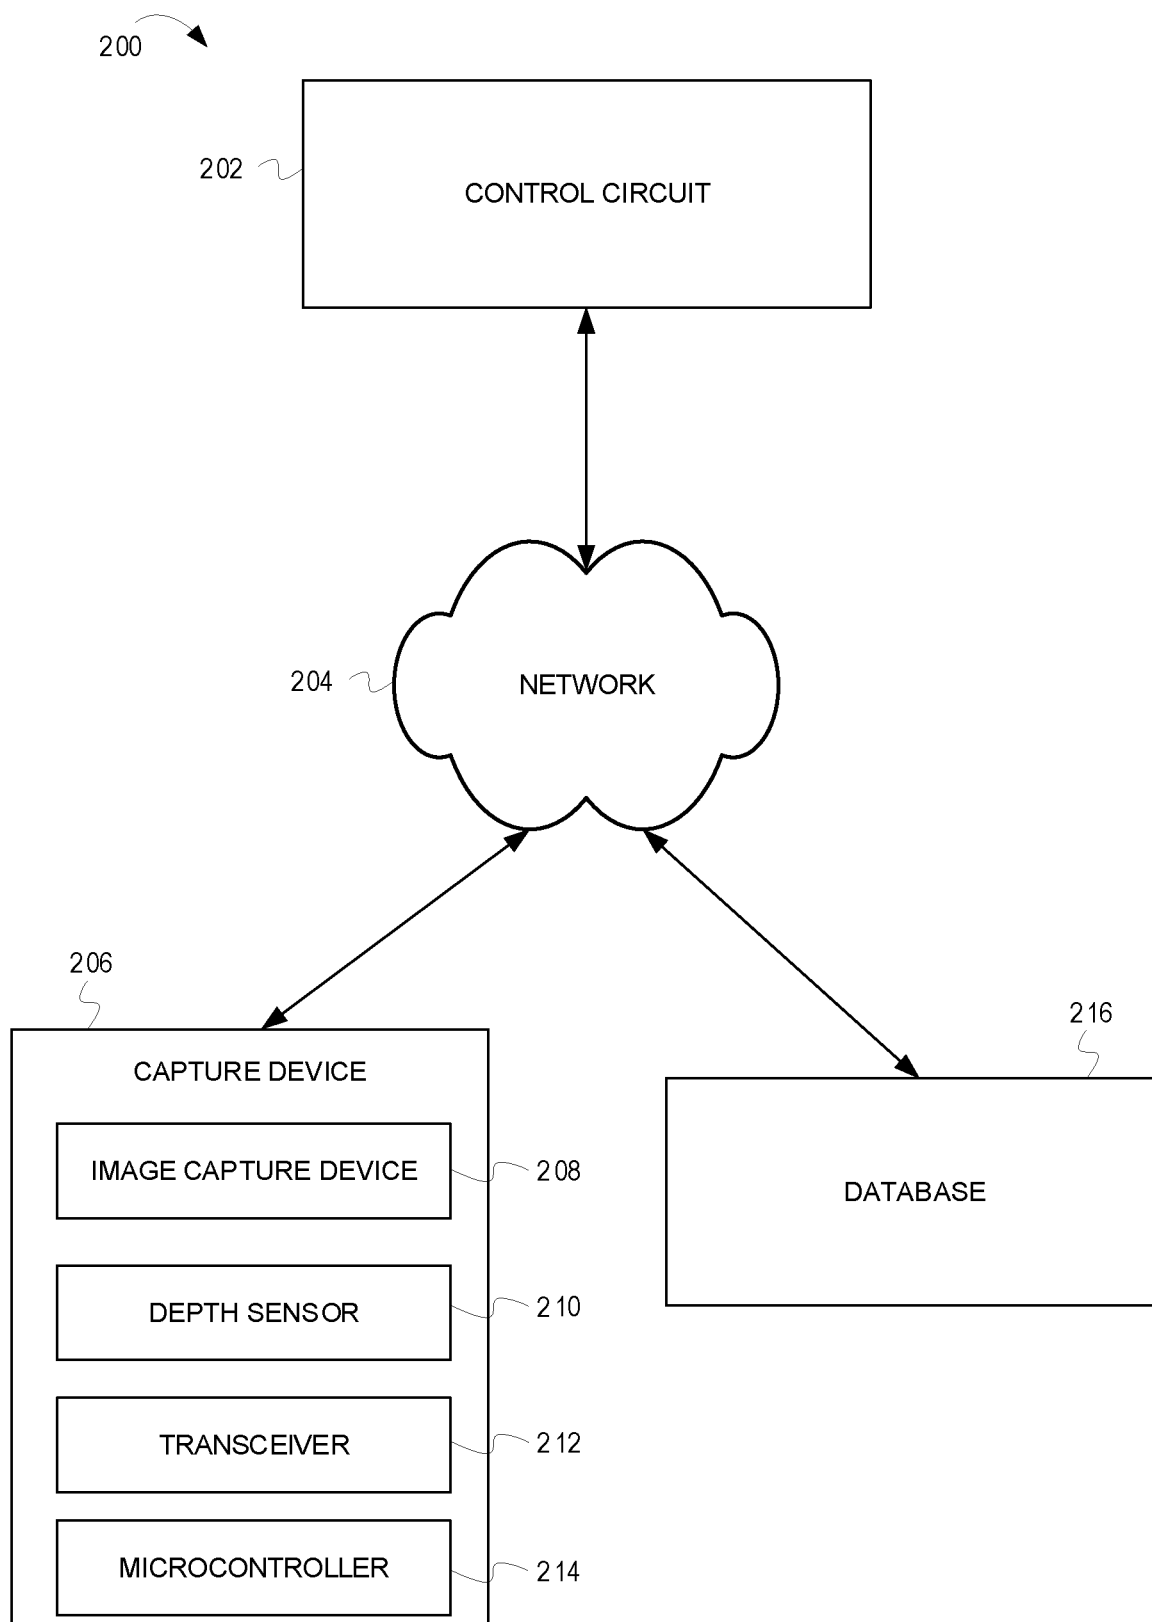 200
202
CONTROL CIRCUIT
204
NETWORK
206
CAPTURE DEVICE
IMAGE CAPTURE DEVICE
208
DEPTH SENSOR
210
TRANSCEIVER
212
MICROCONTROLLER
214
216
DATABASE